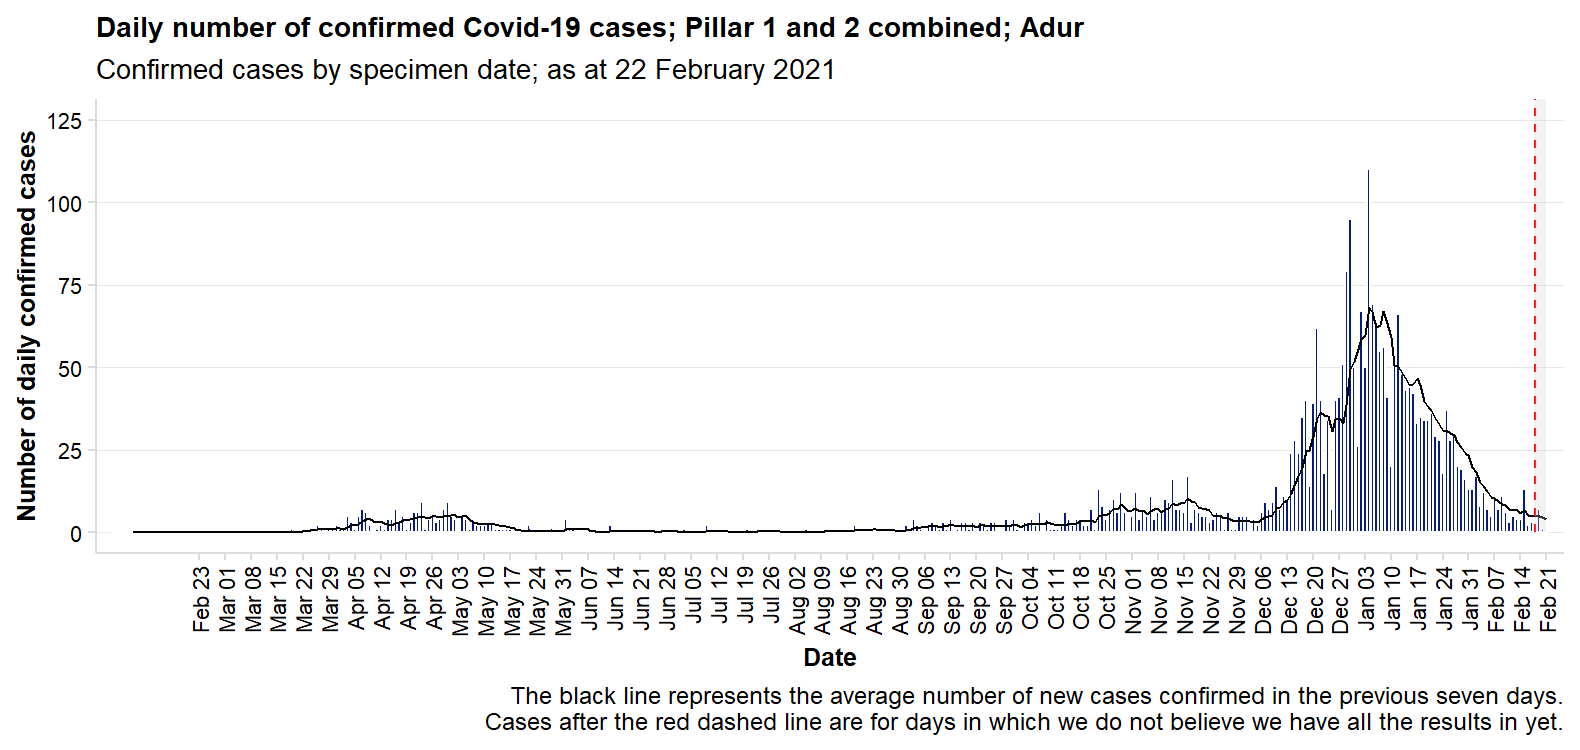 Daily number of confirmed Covid-19 cases; Pillar 1 and 2 combined; Adur
Confirmed cases by specimen date; as at 22 February 2021
Number of daily confirmed cases
125
100
75
50
25
0
Feb 23
Mar 01
Mar 08
Mar 15
Mar 22
Mar 29
Apr 05
Apr 12
Apr 19
Apr 26
May 03
May 10
May 17
May 24
May 31
Jun 07
Jun 14
Jun 21
Jun 28
Jul 05
Jul 12
Jul 19
Jul 26
Aug 02
Aug 09
Aug 16
Aug 23
Aug 30
Sep 06
Sep 13
Sep 20
Sep 27
Oct 04
Oct 11
Oct 18
Oct 25
Nov 01
Nov 08
Nov 15
Nov 22
Nov 29
Dec 06
Dec 13
Dec 20
Dec 27
Jan 03
Jan 10
Jan 17
Jan 24
Jan 31
Feb 07
Feb 14
Feb 21
Date
The black line represents the average number of new cases confirmed in the previous seven days.
Cases after the red dashed line are for days in which we do not believe we have all the results in yet.